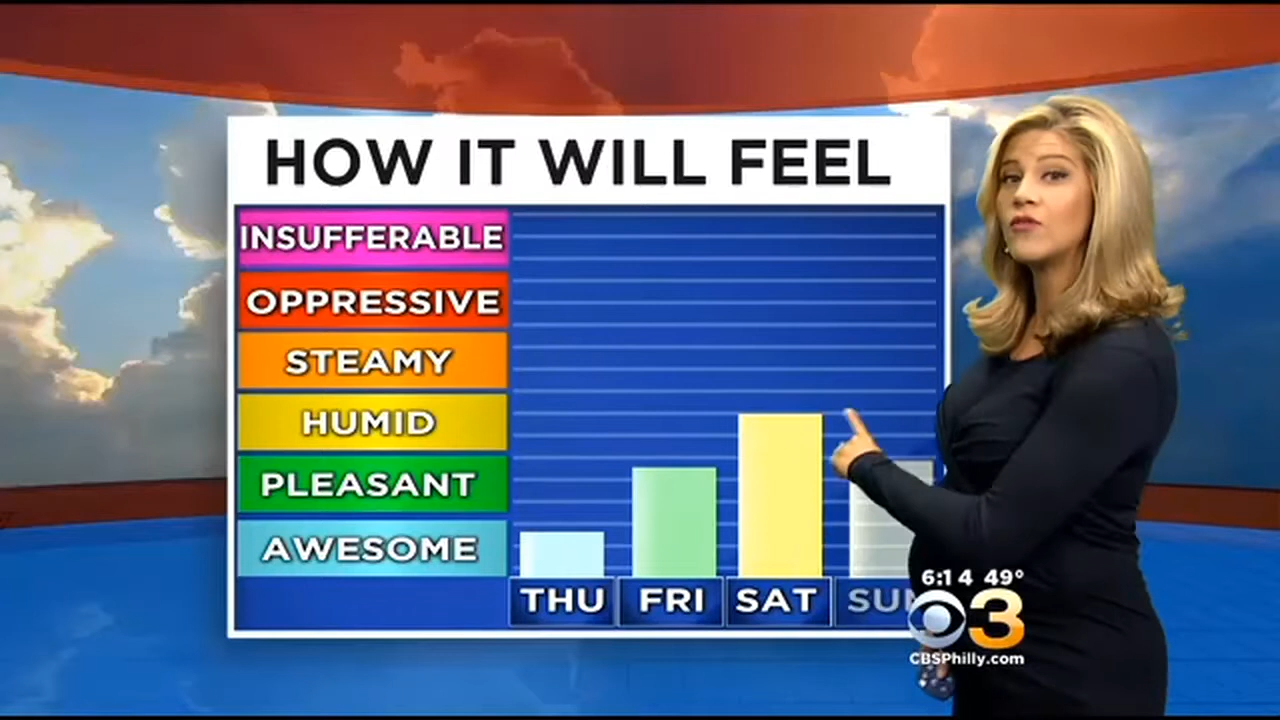 HOW IT WILL FEEL
INSUFFERABLE
OPPRESSIVE
STEAMY
HUMID
PLEASANT
AWESOME
THU FRI SAT SUN
6:14 49°
3
CBSPhilly.com